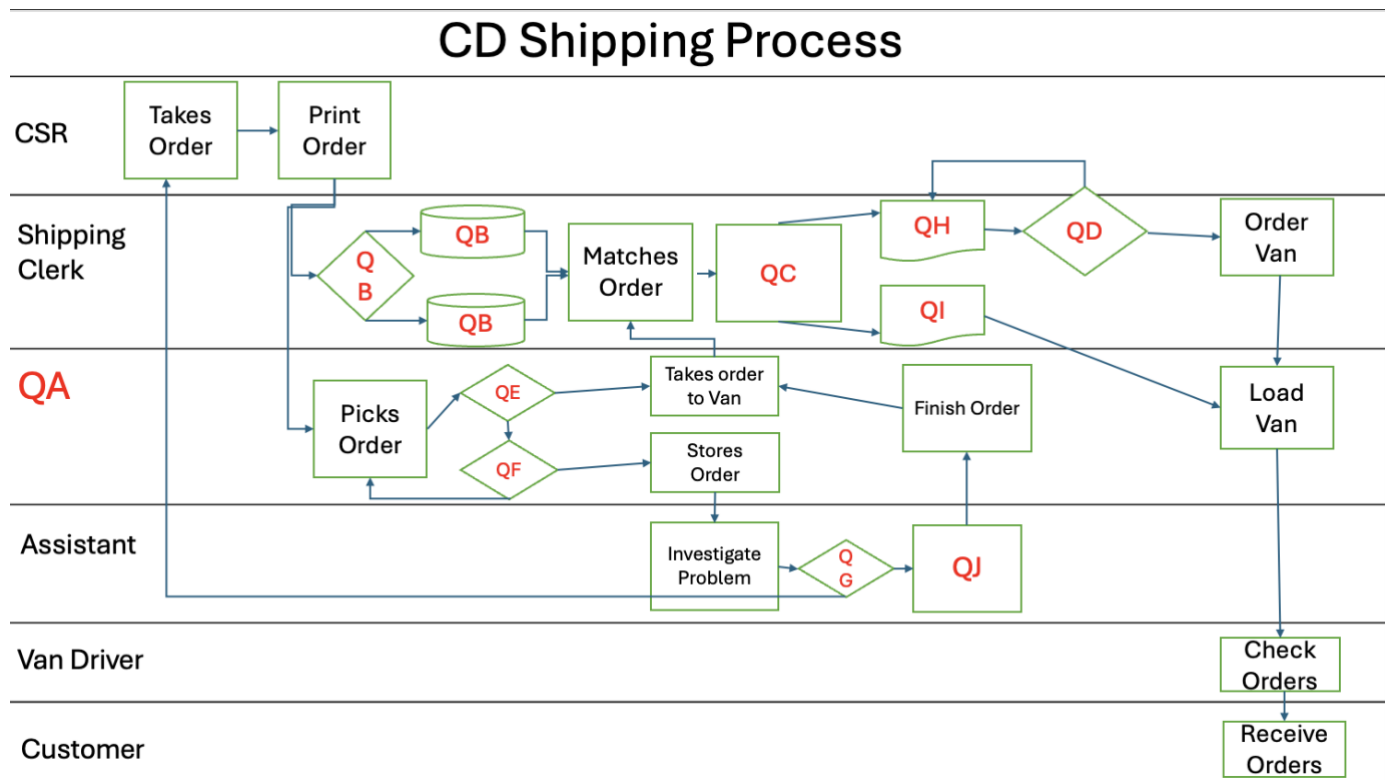 CD Shipping Process
CSR
Takes
Order
Print
Order
Shipping
Clerk
Q
B
QB
QB
Matches
Order
QC
QH
QI
QD
Order
Van
QA
Picks
Order
QE
QF
Takes order
to Van
Stores
Order
Finish Order
Load
Van
Assistant
Investigate
Problem
Q
G
QJ
Van Driver
Check
Orders
Customer
Receive
Orders